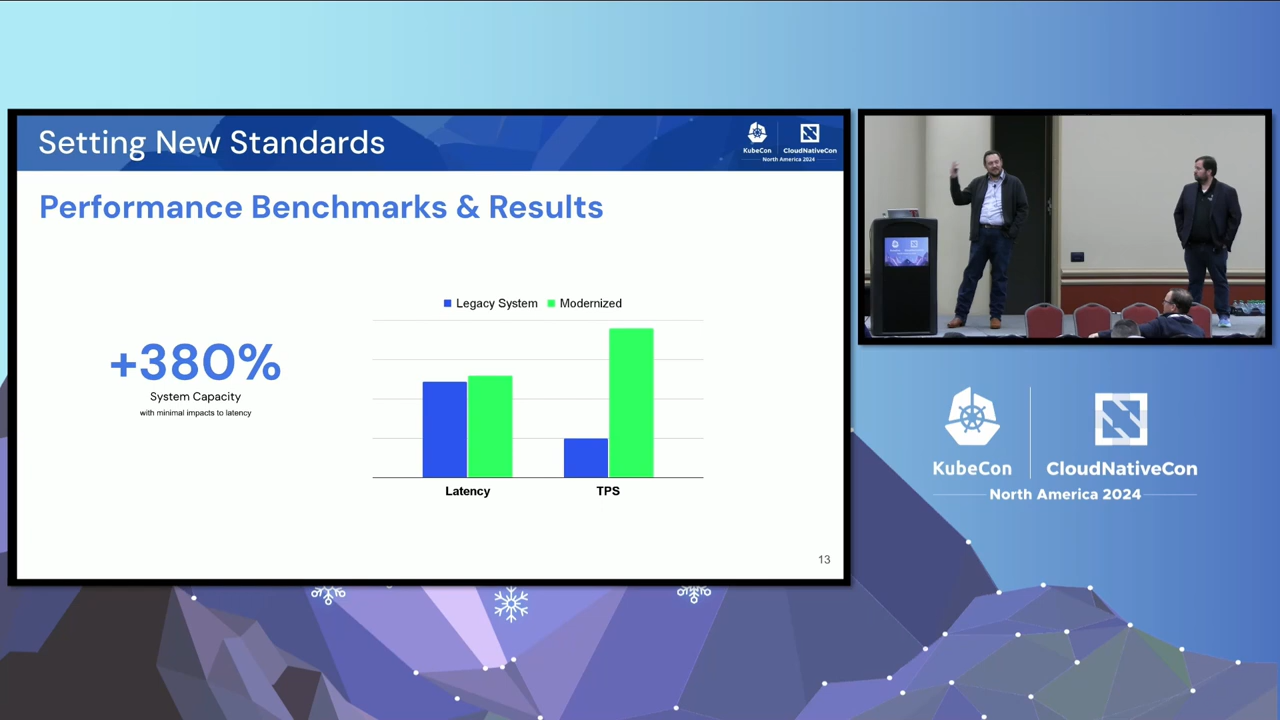 Setting New Standards
KubeCon
CloudNativeCon
North America 2024
Performance Benchmarks & Results
Legacy System
Modernized
+380%
System Capacity
with minimal impacts to latency
Latency
TPS
13
KubeCon
CloudNativeCon
North America 2024